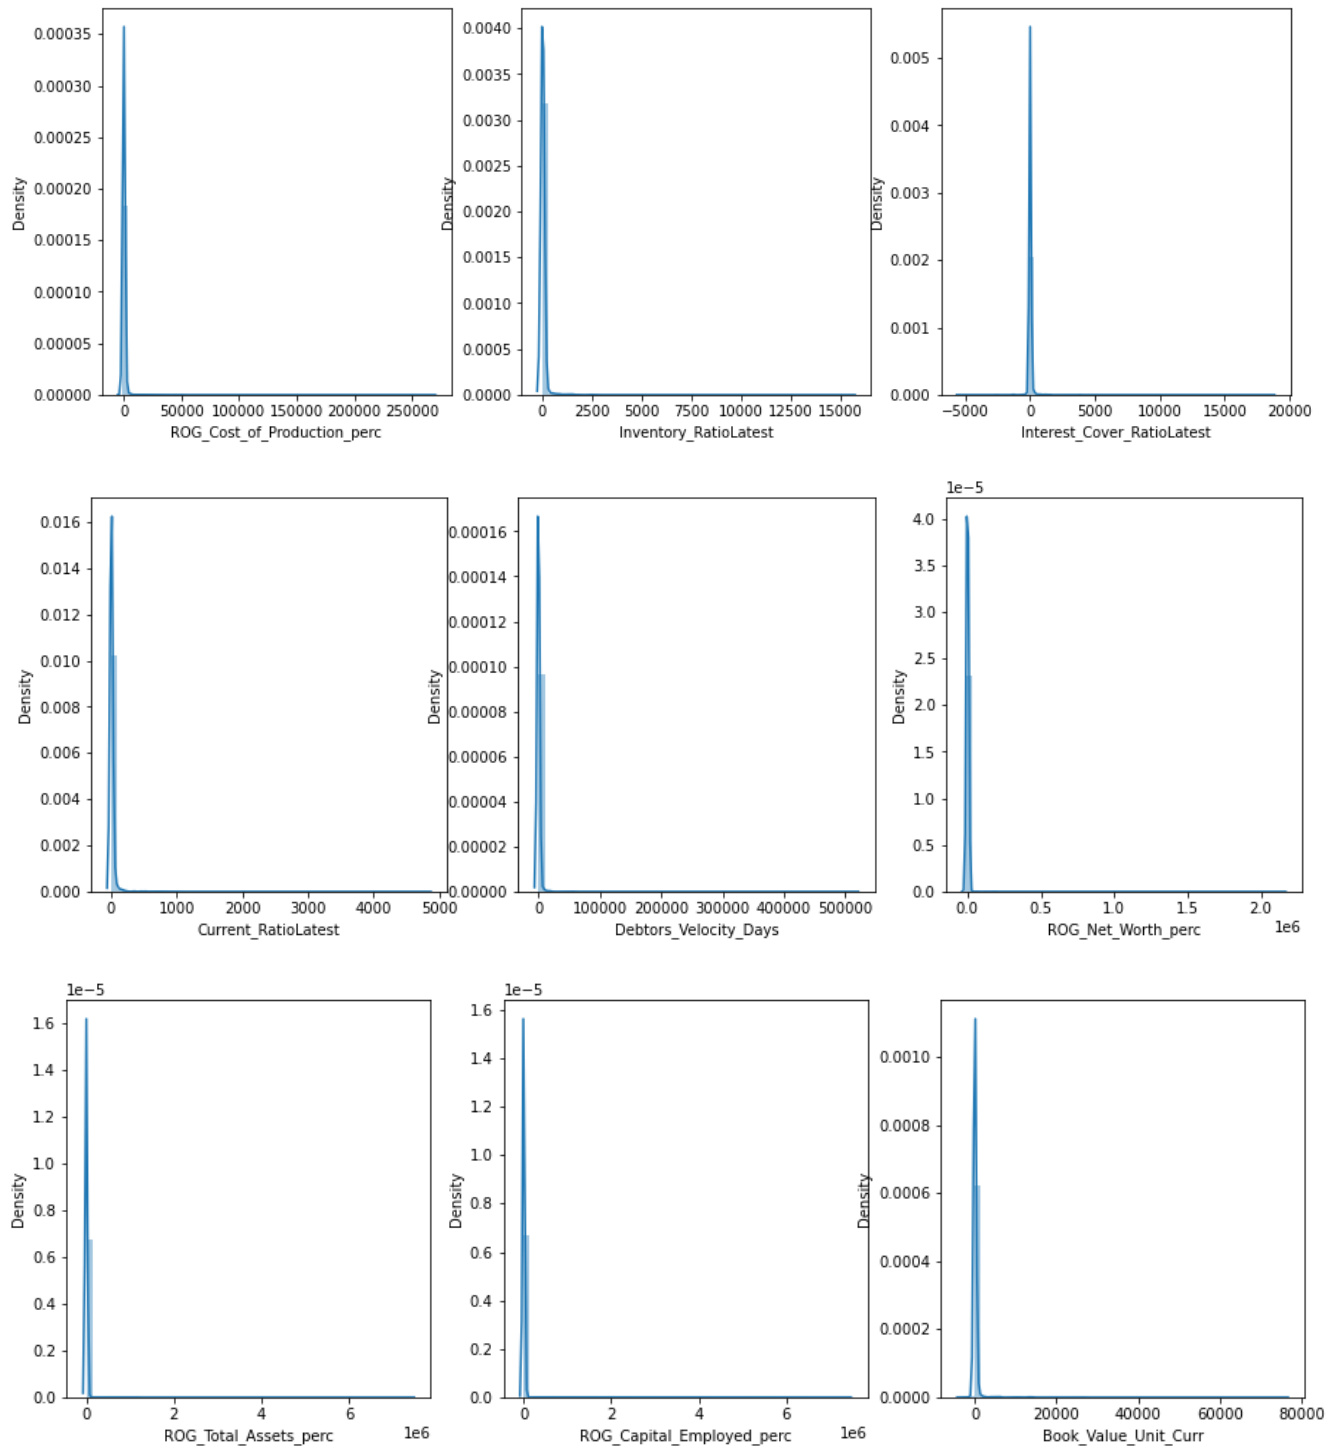 0.00035
0.00030
0.00025
0.00020
0.00015
0.00010
0.00005
0.00000
Density
0 50000 100000 150000 200000 250000
ROG_Cost_of_Production_perc
0.0040
0.0035
0.0030
0.0025
0.0020
0.0015
0.0010
0.0005
0.0000
Density
0 2500 5000 7500 10000 12500 15000
Inventory_RatioLatest
0.005
0.004
0.003
0.002
0.001
0.000
Density
−5000 0 5000 10000 15000 20000
Interest_Cover_RatioLatest
0.016
0.014
0.012
0.010
0.008
0.006
0.004
0.002
0.000
Density
0 1000 2000 3000 4000 5000
Current_RatioLatest
0.00016
0.00014
0.00012
0.00010
0.00008
0.00006
0.00004
0.00002
0.00000
Density
0 100000 200000 300000 400000 500000
Debtors_Velocity_Days
1e−5
4.0
3.5
3.0
2.5
2.0
1.5
1.0
0.5
0.0
Density
0.0 0.5 1.0 1.5 2.0
ROG_Net_Worth_perc 1e6
1e−5
1.6
1.4
1.2
1.0
0.8
0.6
0.4
0.2
0.0
Density
0 2 4 6
ROG_Total_Assets_perc 1e6
1e−5
1.6
1.4
1.2
1.0
0.8
0.6
0.4
0.2
0.0
Density
0 2 4 6
ROG_Capital_Employed_perc 1e6
0.0010
0.0008
0.0006
0.0004
0.0002
0.0000
Density
0 20000 40000 60000 80000
Book_Value_Unit_Curr